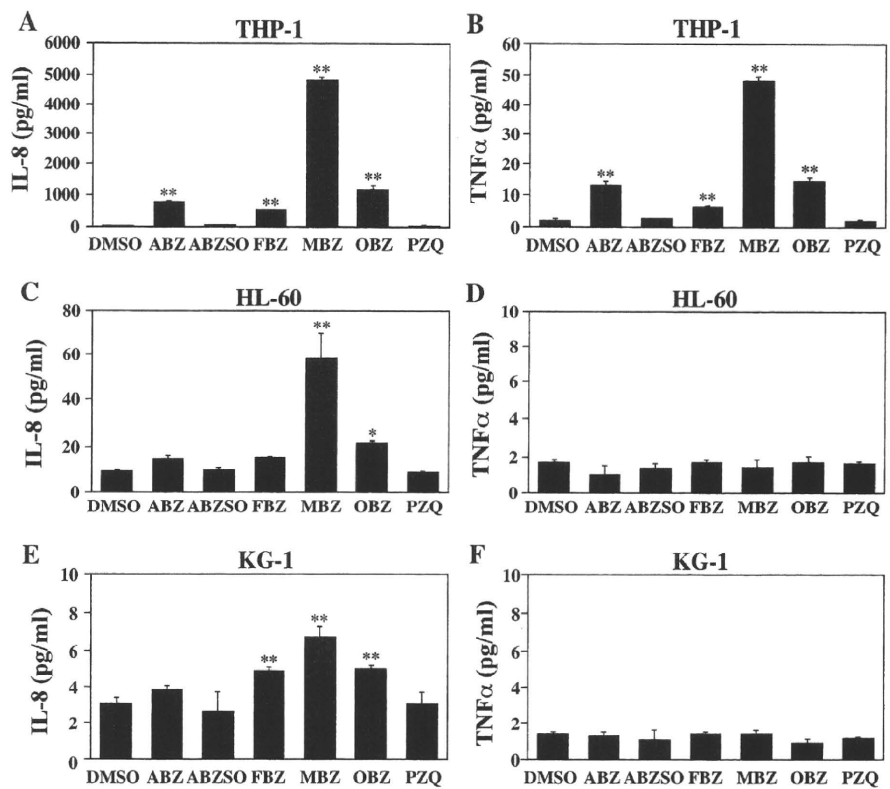 A
THP-1
IL-8 (pg/ml)
6000
5000
4000
3000
2000
1000
0
**
**
**
**
DMSO ABZ ABZSO FBZ MBZ OBZ PZQ
B
THP-1
TNFα (pg/ml)
60
50
40
30
20
10
0
**
**
**
**
DMSO ABZ ABZSO FBZ MBZ OBZ PZQ
C
HL-60
IL-8 (pg/ml)
80
60
40
20
0
**
*
DMSO ABZ ABZSO FBZ MBZ OBZ PZQ
D
HL-60
TNFα (pg/ml)
10
8
6
4
2
0
DMSO ABZ ABZSO FBZ MBZ OBZ PZQ
E
KG-1
IL-8 (pg/ml)
10
8
6
4
2
0
**
**
**
DMSO ABZ ABZSO FBZ MBZ OBZ PZQ
F
KG-1
TNFα (pg/ml)
10
8
6
4
2
0
DMSO ABZ ABZSO FBZ MBZ OBZ PZQ